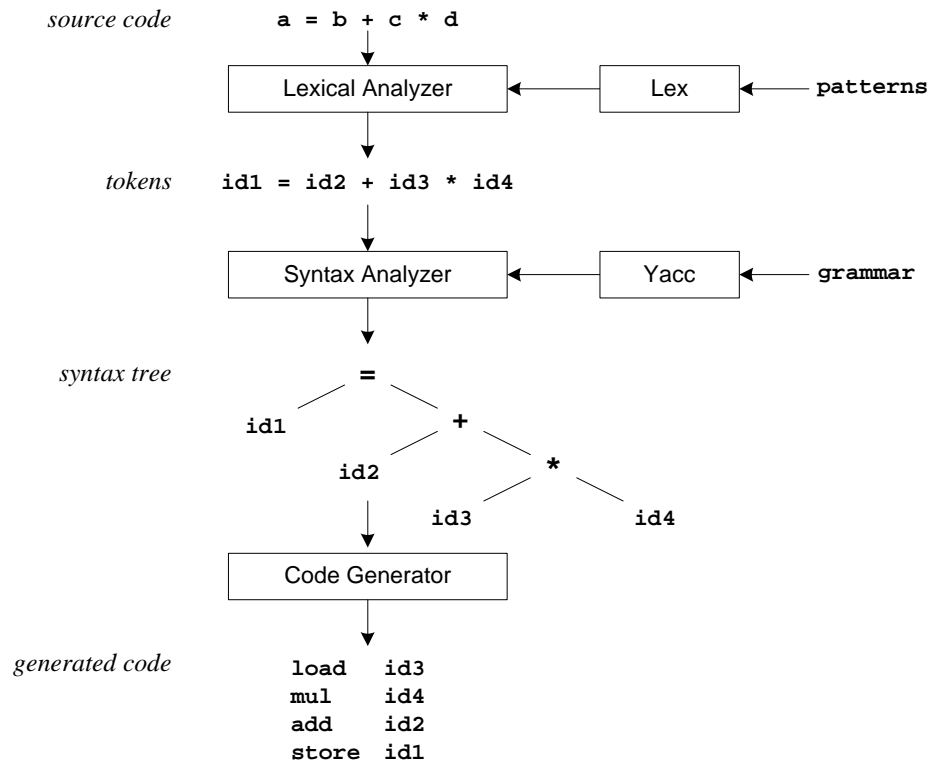 source code a = b + c * d
Lexical Analyzer Lex patterns
tokens id1 = id2 + id3 * id4
Syntax Analyzer Yacc grammar
syntax tree =
id1 +
id2 *
id3 id4
Code Generator
generated code load id3
mul id4
add id2
store id1